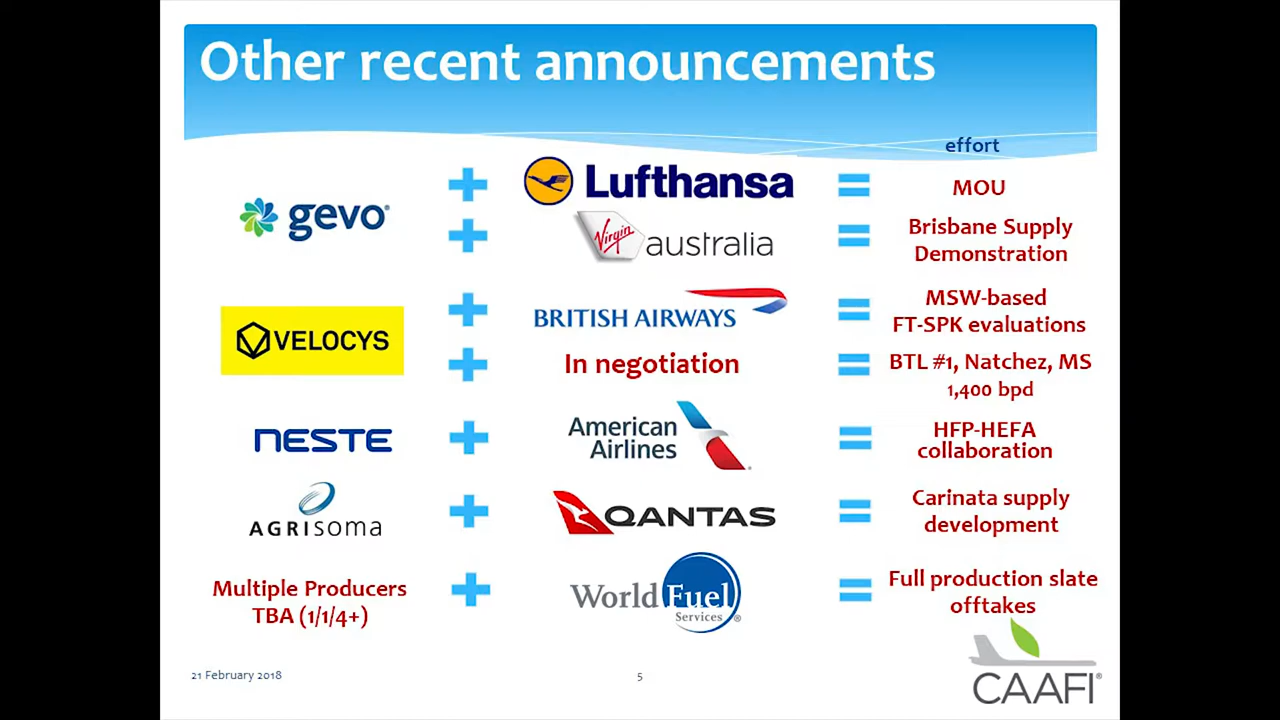 Other recent announcements
effort
gevo®
+ Lufthansa = MOU
+ Virgin australia = Brisbane Supply
Demonstration
VELOCYS
+ BRITISH AIRWAYS = MSW-based
FT-SPK evaluations
+ In negotiation = BTL #1, Natchez, MS
1,400 bpd
NESTE + American
Airlines = HFP-HEFA
collaboration
AGRISOMA + QANTAS = Carinata supply
development
Multiple Producers
TBA (1/1/4+)
+ World Fuel
Services ® = Full production slate
offtakes
21 February 2018
5
CAAFI®